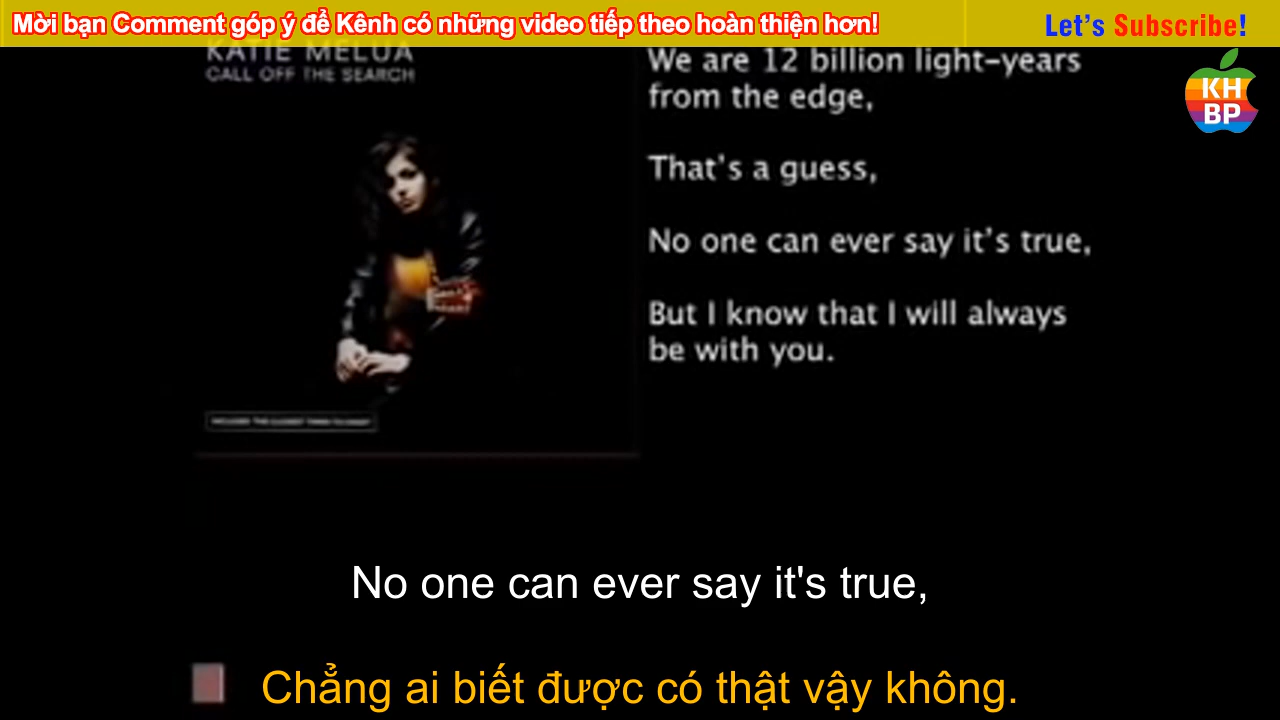 Mời bạn Comment góp ý để Kênh có những video tiếp theo hoàn thiện hơn!
Let's Subscribe!
KH
BP
KATIE MELUA
CALL OFF THE SEARCH
We are 12 billion light-years
from the edge,
That's a guess,
No one can ever say it's true,
But I know that I will always
be with you.
No one can ever say it's true,
Chẳng ai biết được có thật vậy không.